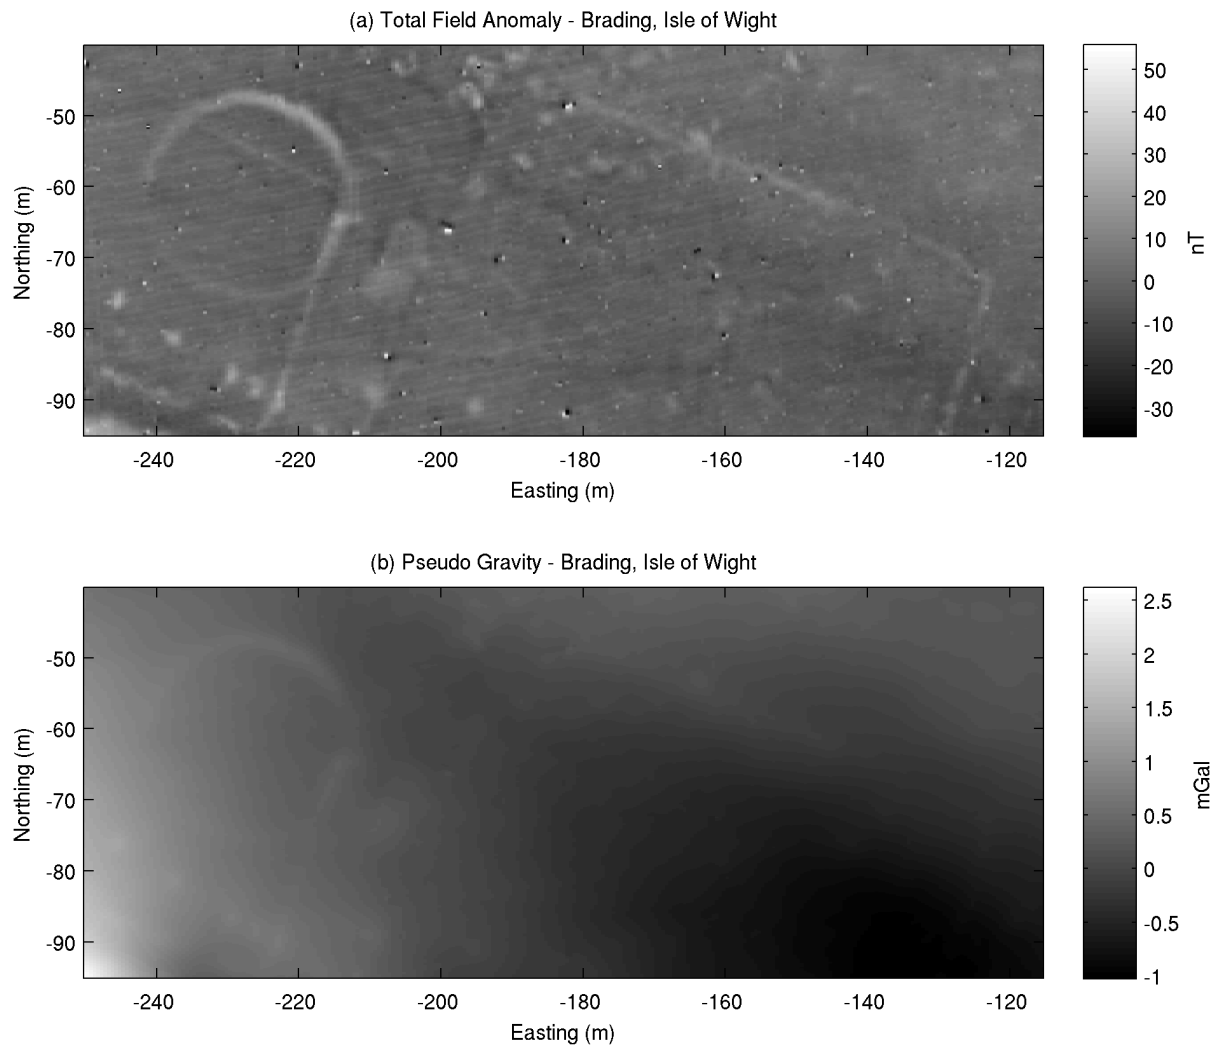 (a) Total Field Anomaly - Brading, Isle of Wight
Northing (m)
-50
-60
-70
-80
-90
-240 -220 -200 -180 -160 -140 -120
Easting (m)
50
40
30
20
10
0
-10
-20
-30
nT
(b) Pseudo Gravity - Brading, Isle of Wight
Northing (m)
-50
-60
-70
-80
-90
-240 -220 -200 -180 -160 -140 -120
Easting (m)
2.5
2
1.5
1
0.5
0
-0.5
-1
mGal